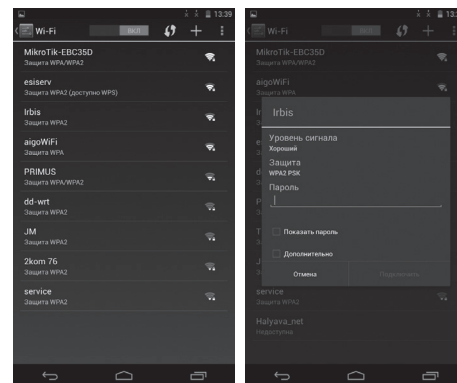 13:39
Wi-Fi
ВКЛ
MikroTik-EBC35D
Защита WPA/WPA2
esiserv
Защита WPA2 (доступно WPS)
Irbis
Защита WPA2
aigoWiFi
Защита WPA
PRIMUS
Защита WPA/WPA2
dd-wrt
Защита WPA2
JM
Защита WPA2
2kom 76
Защита WPA2
service
Защита WPA2
Wi-Fi
ВКЛ
MikroTik-EBC35D
Защита WPA/WPA2
aigoWiFi
Защита WPA
Irbis
Уровень сигнала
Хороший
Защита
WPA2 PSK
Пароль
Показать пароль
Дополнительно
Отмена
Подключить
service
Защита WPA2
Halyava_net
Недоступна